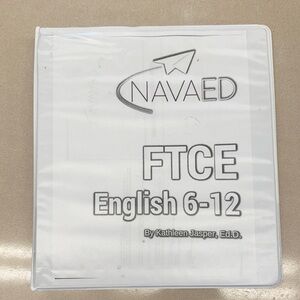 NAVAED
FTCE
English 6-12
By Kathleen Jasper, Ed.D.